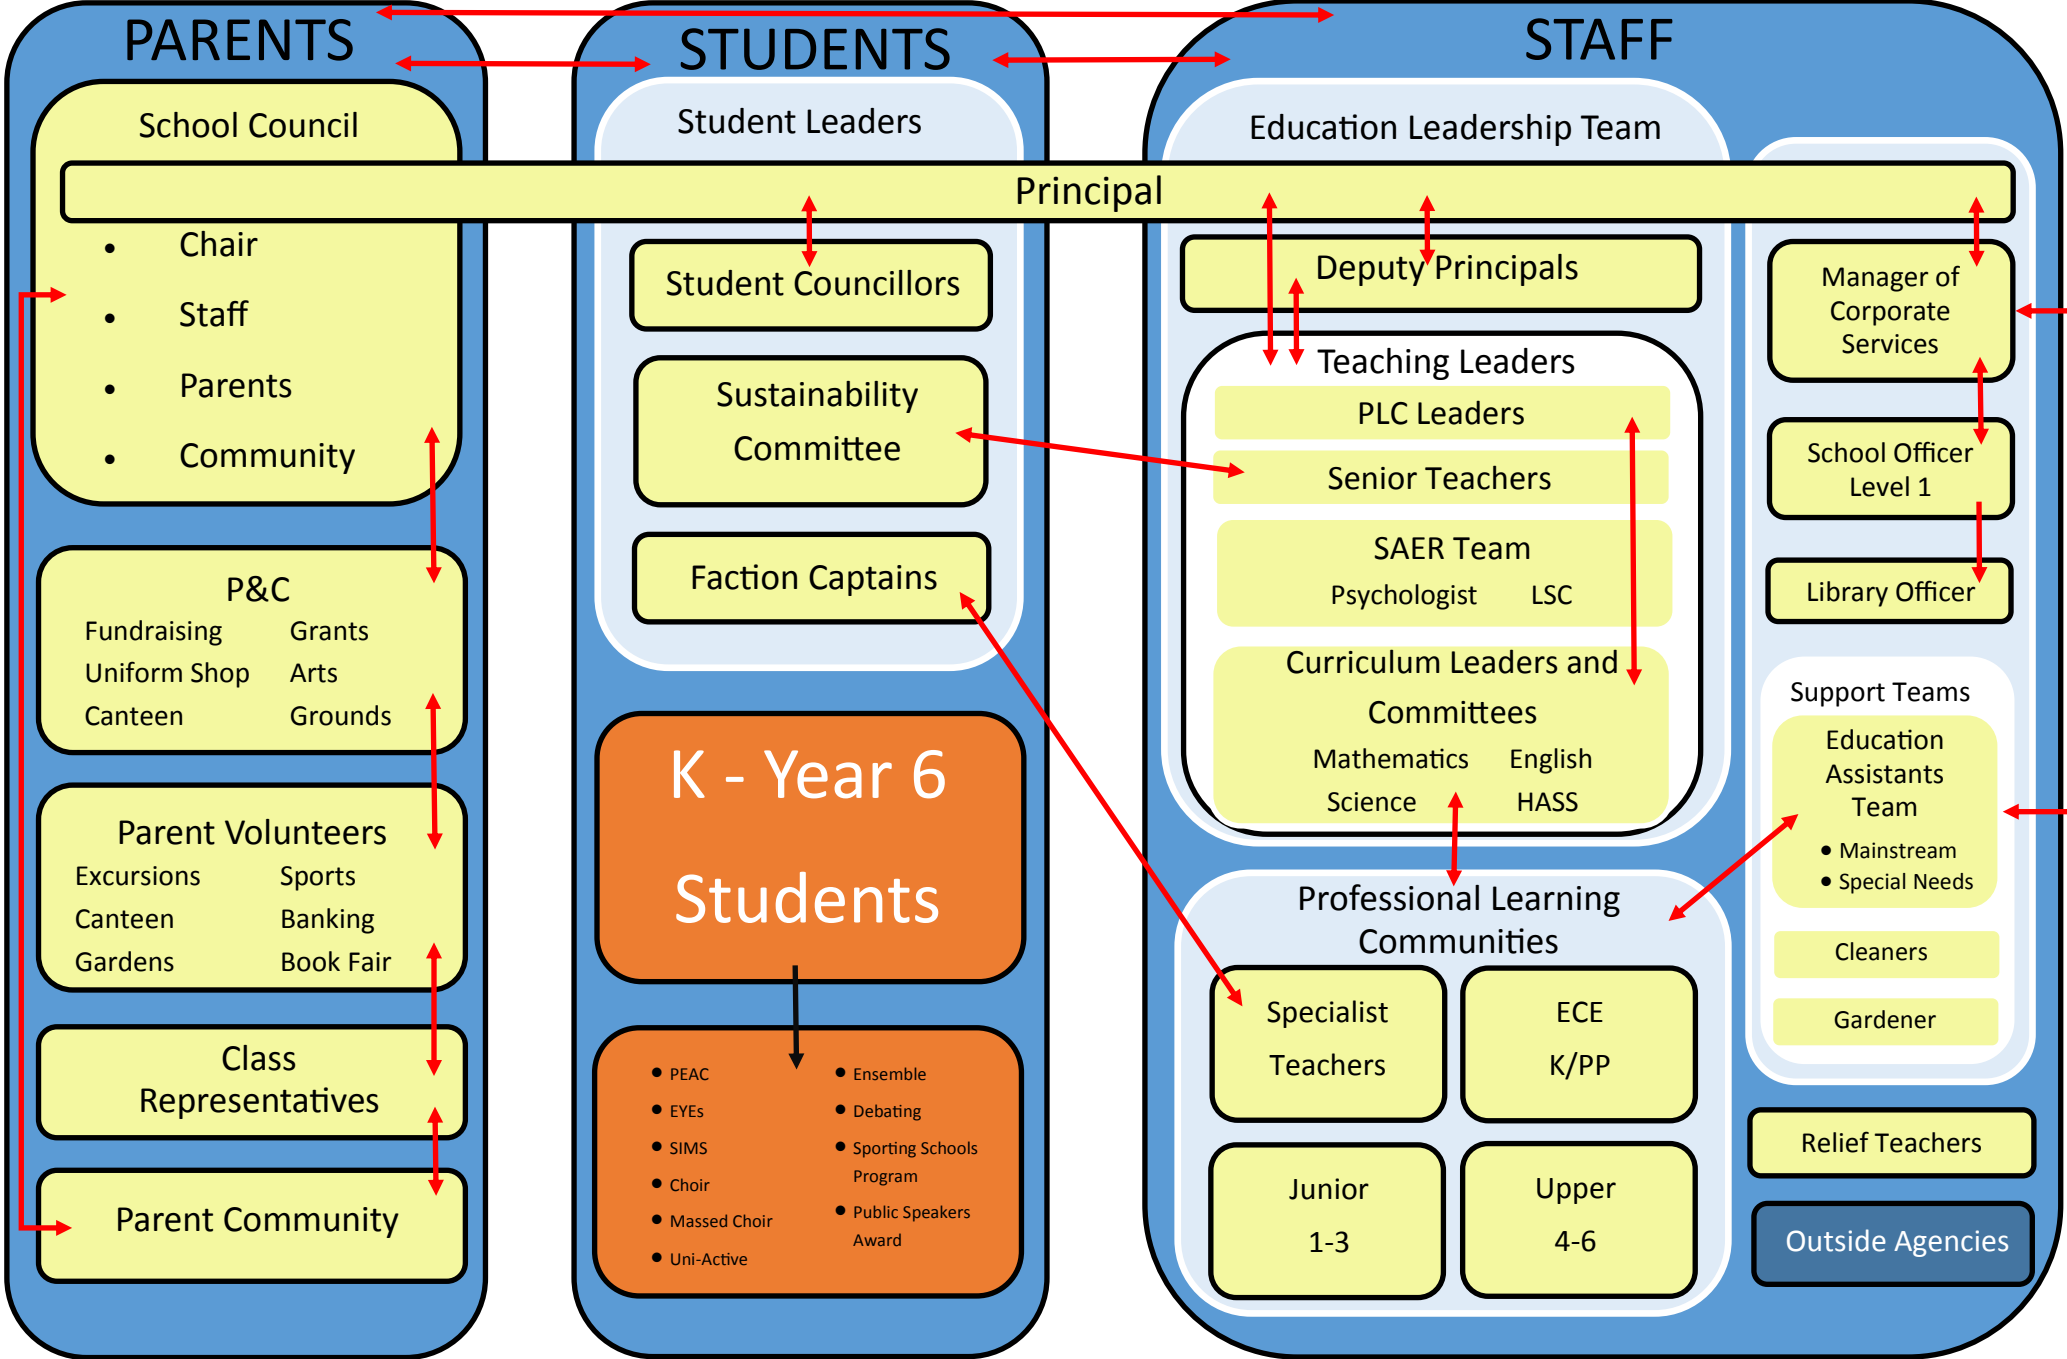 PARENTS
School Council
Principal
• Chair
• Staff
• Parents
• Community
P&C
Fundraising Grants
Uniform Shop Arts
Canteen Grounds
Parent Volunteers
Excursions Sports
Canteen Banking
Gardens Book Fair
Class
Representatives
Parent Community
STUDENTS
Student Leaders
Student Councillors
Sustainability
Committee
Faction Captains
K - Year 6
Students
• PEAC
• EYEs
• SIMS
• Choir
• Massed Choir
• Uni-Active
• Ensemble
• Debating
• Sporting Schools
Program
• Public Speakers
Award
STAFF
Education Leadership Team
Deputy Principals
Teaching Leaders
PLC Leaders
Senior Teachers
SAER Team
Psychologist LSC
Curriculum Leaders and
Committees
Mathematics English
Science HASS
Professional Learning
Communities
Specialist
Teachers
ECE
K/PP
Junior
1-3
Upper
4-6
Manager of
Corporate
Services
School Officer
Level 1
Library Officer
Support Teams
Education
Assistants
Team
• Mainstream
• Special Needs
Cleaners
Gardener
Relief Teachers
Outside Agencies